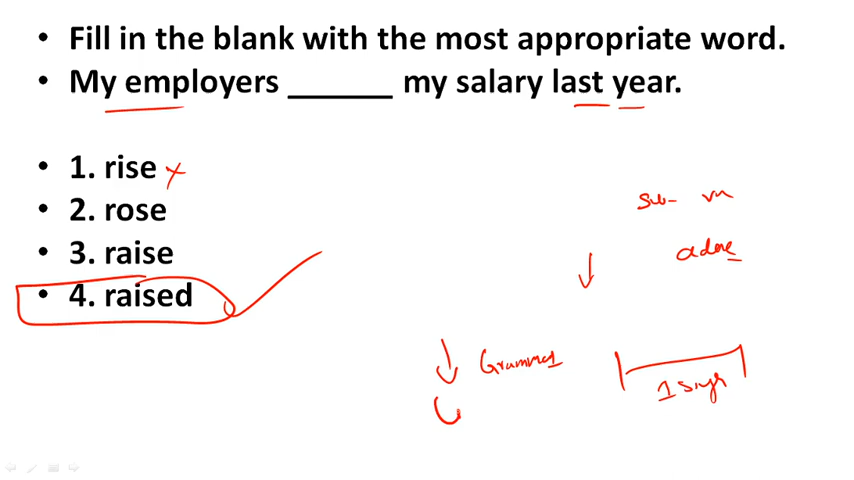 • Fill in the blank with the most appropriate word.
• My employers ______ my salary last year.
• 1. rise
• 2. rose
• 3. raise
• 4. raised
Grammar